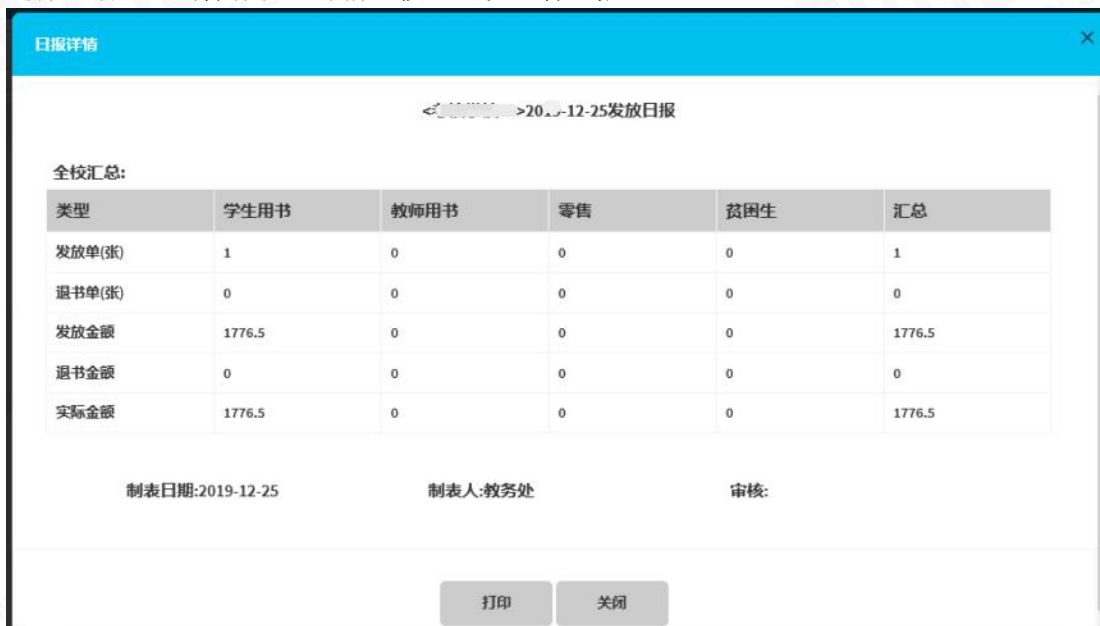 日报详情
>20 -12-25发放日报
全校汇总:
类型 学生用书 教师用书 零售 贫困生 汇总
发放单(张) 1 0 0 0 1
退书单(张) 0 0 0 0 0
发放金额 1776.5 0 0 0 1776.5
退书金额 0 0 0 0 0
实际金额 1776.5 0 0 0 1776.5
制表日期:2019-12-25 制表人:教务处 审核:
打印 关闭